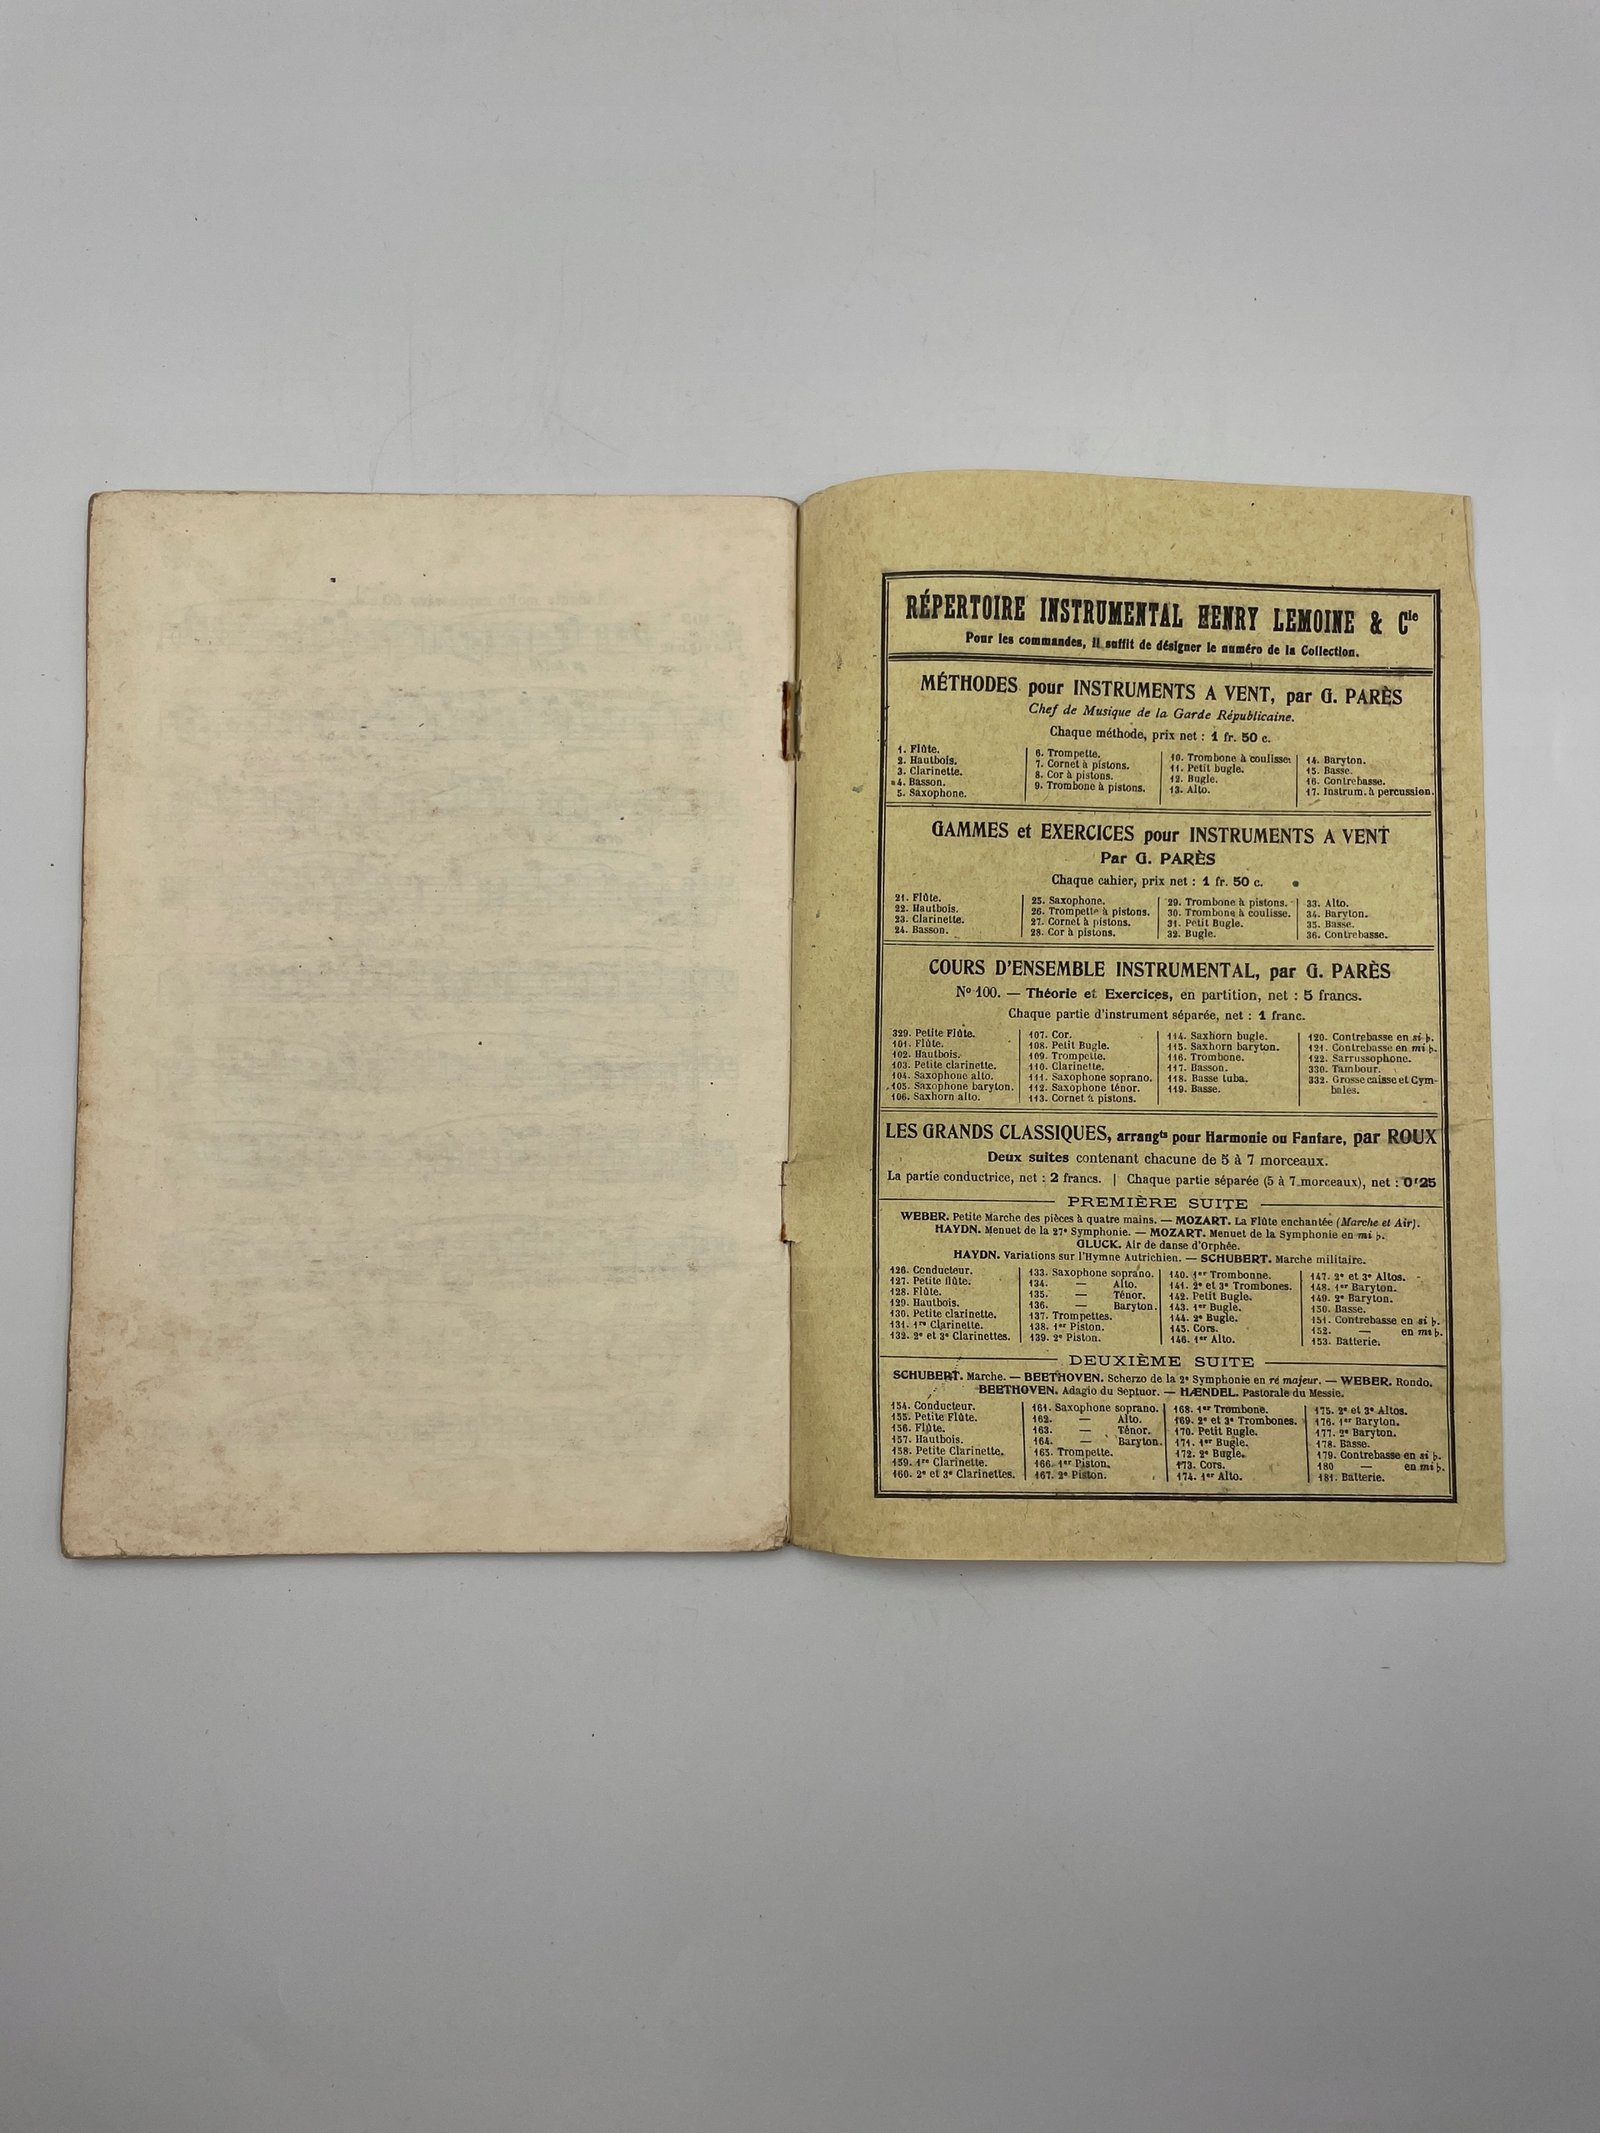 RÉPERTOIRE INSTRUMENTAL HENRY LEMOINE & Cie
Pour les commandes, il suffit de désigner le numéro de la Collection.
MÉTHODES pour INSTRUMENTS A VENT, par G. PARÈS
Chef de Musique de la Garde Républicaine.
Chaque méthode, prix net : 1 fr. 50 c.
1. Flûte.
2. Hautbois.
3. Clarinette.
4. Basson.
5. Saxophone.
6. Trompette.
7. Cornet à pistons.
8. Cor à pistons.
9. Trombone à pistons.
10. Trombone à coulisse.
11. Petit bugle.
12. Bugle.
13. Alto.
14. Baryton.
15. Basse.
16. Contrebasse.
17. Instrum. à percussion.
GAMMES et EXERCICES pour INSTRUMENTS A VENT
Par G. PARÈS
Chaque cahier, prix net : 1 fr. 50 c.
21. Flûte.
22. Hautbois.
23. Clarinette.
24. Basson.
25. Saxophone.
26. Trompette à pistons.
27. Cornet à pistons.
28. Cor à pistons.
29. Trombone à pistons.
30. Trombone à coulisse.
31. Petit Bugle.
32. Bugle.
33. Alto.
34. Baryton.
35. Basse.
36. Contrebasse.
COURS D'ENSEMBLE INSTRUMENTAL, par G. PARÈS
No 100. — Théorie et Exercices, en partition, net : 5 francs.
Chaque partie d'instrument séparée, net : 1 franc.
329. Petite Flûte.
101. Flûte.
102. Hautbois.
103. Petite clarinette.
104. Saxophone alto.
105. Saxophone baryton.
106. Saxhorn alto.
107. Cor.
108. Petit Bugle.
109. Trompette.
110. Clarinette.
111. Saxophone soprano.
112. Saxophone ténor.
113. Cornet à pistons.
114. Saxhorn bugle.
115. Saxhorn baryton.
116. Trombone.
117. Basson.
118. Basse tuba.
119. Basse.
120. Contrebasse en si ♭.
121. Contrebasse en mi ♭.
122. Sarrussophone.
330. Tambour.
332. Grosse caisse et Cym-
bales.
LES GRANDS CLASSIQUES, arrangts pour Harmonie ou Fanfare, par ROUX
Deux suites contenant chacune de 5 à 7 morceaux.
La partie conductrice, net : 2 francs. | Chaque partie séparée (5 à 7 morceaux), net : 0f25
PREMIÈRE SUITE
WEBER. Petite Marche des pièces à quatre mains. — MOZART. La Flûte enchantée (Marche et Air).
HAYDN. Menuet de la 27e Symphonie. — MOZART. Menuet de la Symphonie en mi ♭.
GLUCK. Air de danse d'Orphée.
HAYDN. Variations sur l'Hymne Autrichien. — SCHUBERT. Marche militaire.
126. Conducteur.
127. Petite flûte.
128. Flûte.
129. Hautbois.
130. Petite clarinette.
131. 1re Clarinette.
132. 2e et 3e Clarinettes.
133. Saxophone soprano.
134. — Alto.
135. — Ténor.
136. — Baryton.
137. Trompettes.
138. 1er Piston.
139. 2e Piston.
140. 1er Trombonne.
141. 2e et 3e Trombones.
142. Petit Bugle.
143. 1er Bugle.
144. 2e Bugle.
145. Cors.
146. 1er Alto.
147. 2e et 3e Altos.
148. 1er Baryton.
149. 2e Baryton.
150. Basse.
151. Contrebasse en si ♭.
152. — en mi ♭.
153. Batterie.
DEUXIÈME SUITE
SCHUBERT. Marche. — BEETHOVEN. Scherzo de la 2e Symphonie en ré majeur. — WEBER. Rondo.
BEETHOVEN. Adagio du Septuor. — HÆNDEL. Pastorale du Messie.
154. Conducteur.
155. Petite Flûte.
156. Flûte.
157. Hautbois.
158. Petite Clarinette.
159. 1re Clarinette.
160. 2e et 3e Clarinettes.
161. Saxophone soprano.
162. — Alto.
163. — Ténor.
164. — Baryton.
165. Trompette.
166. 1er Piston.
167. 2e Piston.
168. 1er Trombone.
169. 2e et 3e Trombones.
170. Petit Bugle.
171. 1er Bugle.
172. 2e Bugle.
173. Cors.
174. 1er Alto.
175. 2e et 3e Altos.
176. 1er Baryton.
177. 2e Baryton.
178. Basse.
179. Contrebasse en si ♭.
180 — en mi ♭.
181. Batterie.